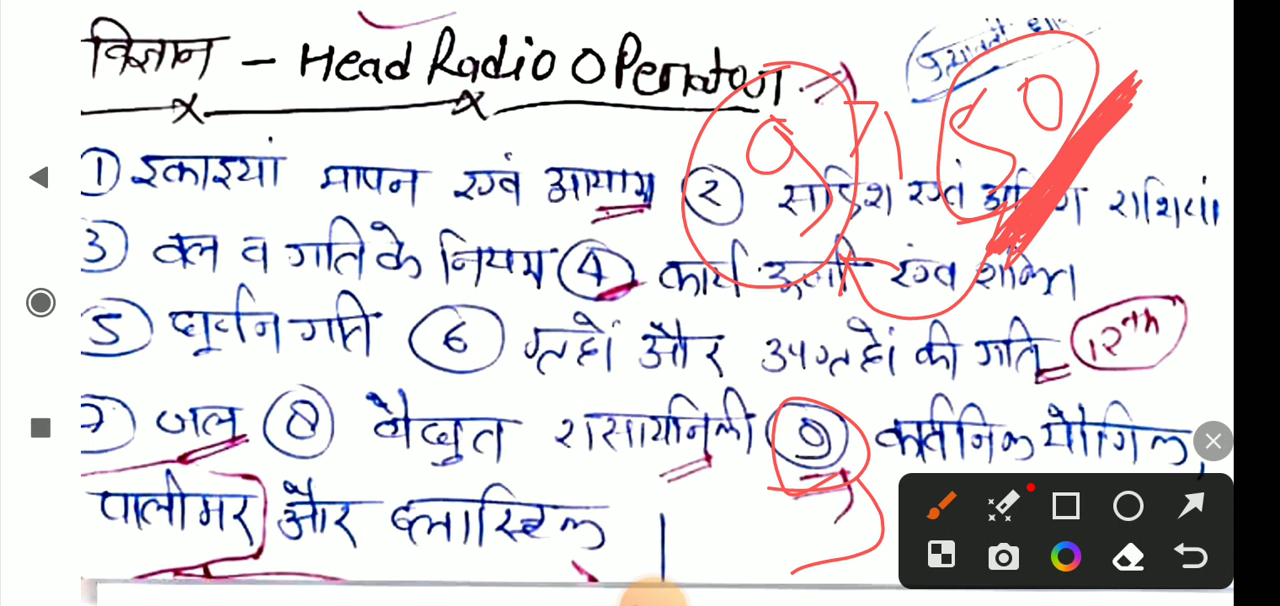 विज्ञान - Head Radio Operator
① इकाइयां मापन एवं आयाम ② सदिश एवं अदिश राशियां
③ बल व गति के नियम ④ कार्य ऊर्जा एंव शक्ति
⑤ घूर्णन गति ⑥ ग्रहों और उपग्रहों की गति 12th
⑦ जल ⑧ वैधुत रासायनिकी ⑨ कार्बनिक यौगिक,
पालीमर और प्लास्टिक |
9 50